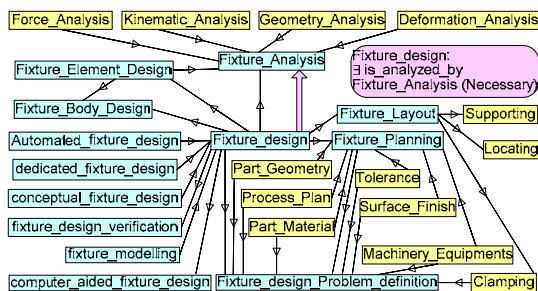 Force_Analysis
Kinematic_Analysis
Geometry_Analysis
Deformation_Analysis
Fixture_Analysis
Fixture_Element_Design
Fixture_Body_Design
Fixture_design:
∃ is_analyzed_by
Fixture_Analysis (Necessary)
Fixture_Layout
Supporting
Automated_fixture_design
Fixture_design
Fixture_Planning
Locating
dedicated_fixture_design
Part_Geometry
Tolerance
conceptual_fixture_design
Process_Plan
Surface_Finish
fixture_design_verification
Part_Material
fixture_modelling
Machinery_Equipments
computer_aided_fixture_design
Fixture_design_Problem_definition
Clamping